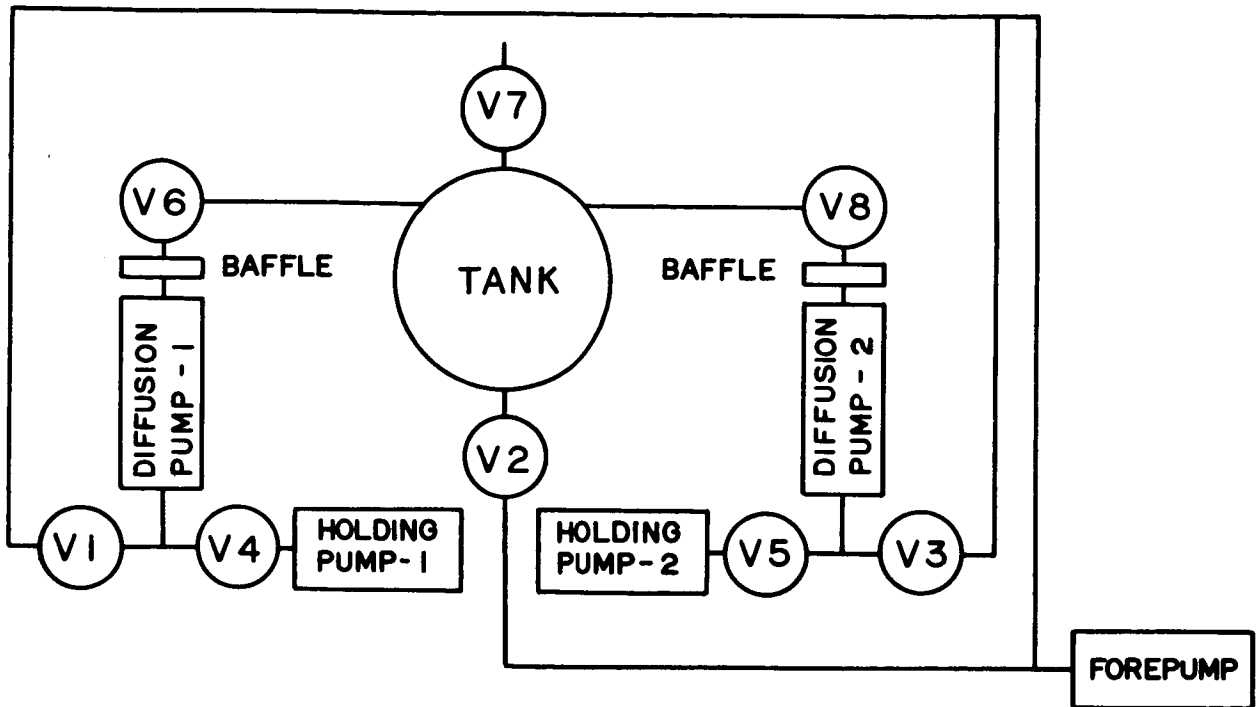 V7
V6
V8
BAFFLE
BAFFLE
TANK
DIFFUSION
PUMP-1
DIFFUSION
PUMP-2
V2
V1
V4
HOLDING
PUMP-1
HOLDING
PUMP-2
V5
V3
FOREPUMP